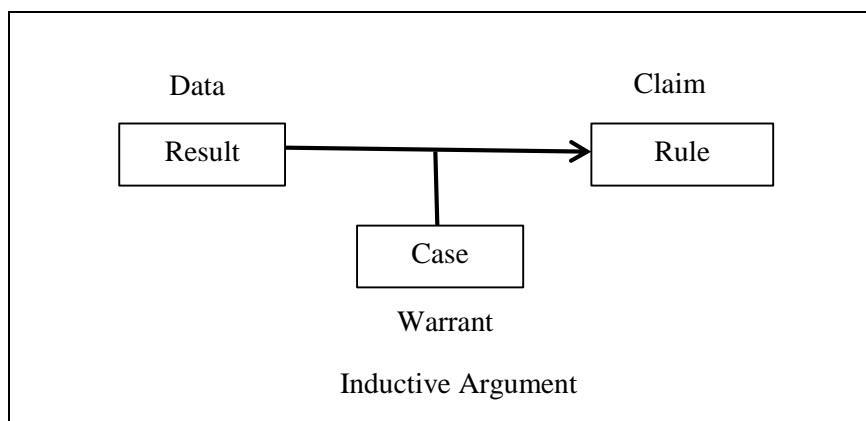 Data
Claim
Result
Rule
Case
Warrant
Inductive Argument